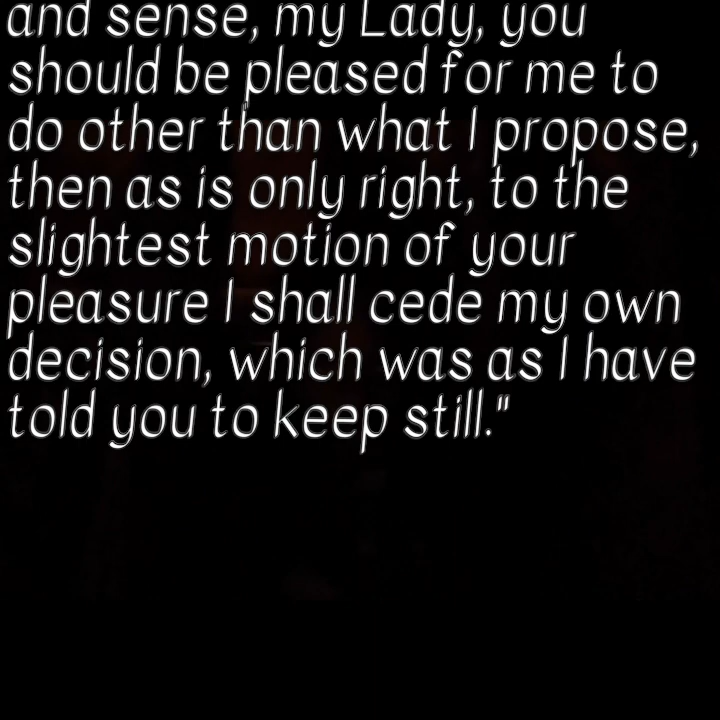 and sense, my Lady, you
should be pleased for me to
do other than what I propose,
then as is only right, to the
slightest motion of your
pleasure I shall cede my own
decision, which was as I have
told you to keep still."